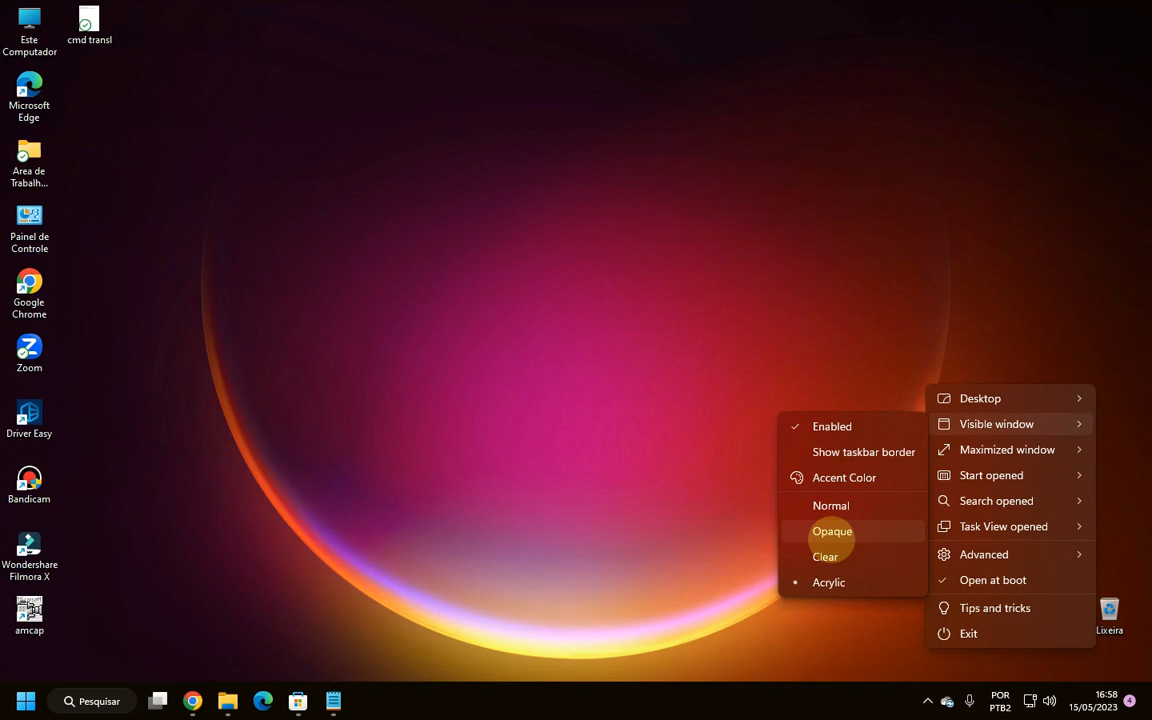 Este
Computador
cmd transl
Microsoft
Edge
Area de
Trabalh...
Painel de
Controle
Google
Chrome
Zoom
Driver Easy
Bandicam
Wondershare
Filmora X
amcap
Enabled
Show taskbar border
Accent Color
Normal
Opaque
Clear
Acrylic
Desktop
Visible window
Maximized window
Start opened
Search opened
Task View opened
Advanced
Open at boot
Tips and tricks
Exit
Lixeira
Pesquisar
POR
PTB2
16:58
15/05/2023
4